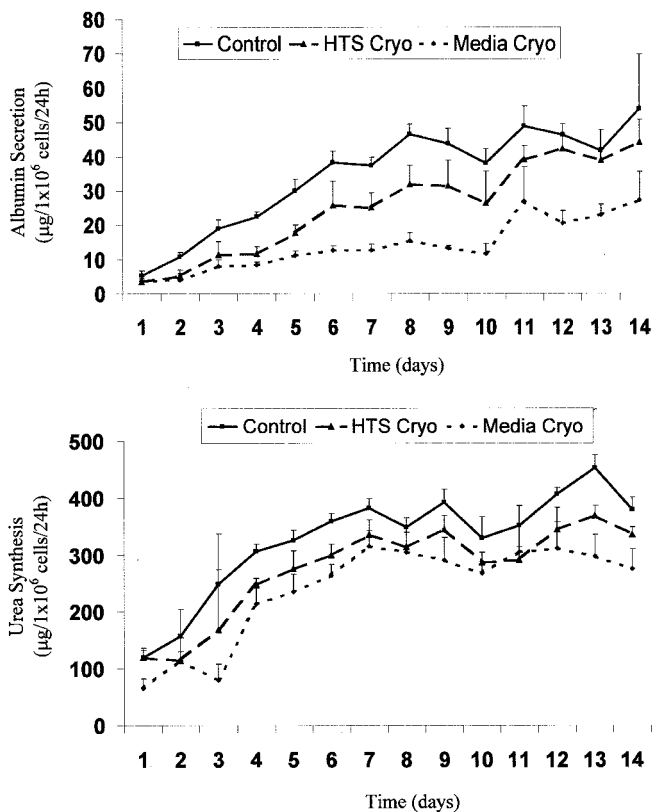 80
Control HTS Cryo Media Cryo
70
60
50
40
30
20
10
0
Albumin Secretion
(µg/1x10⁶ cells/24h)
1 2 3 4 5 6 7 8 9 10 11 12 13 14
Time (days)
Control HTS Cryo Media Cryo
500
400
300
200
100
0
Urea Synthesis
(µg/1x10⁶ cells/24h)
1 2 3 4 5 6 7 8 9 10 11 12 13 14
Time (days)